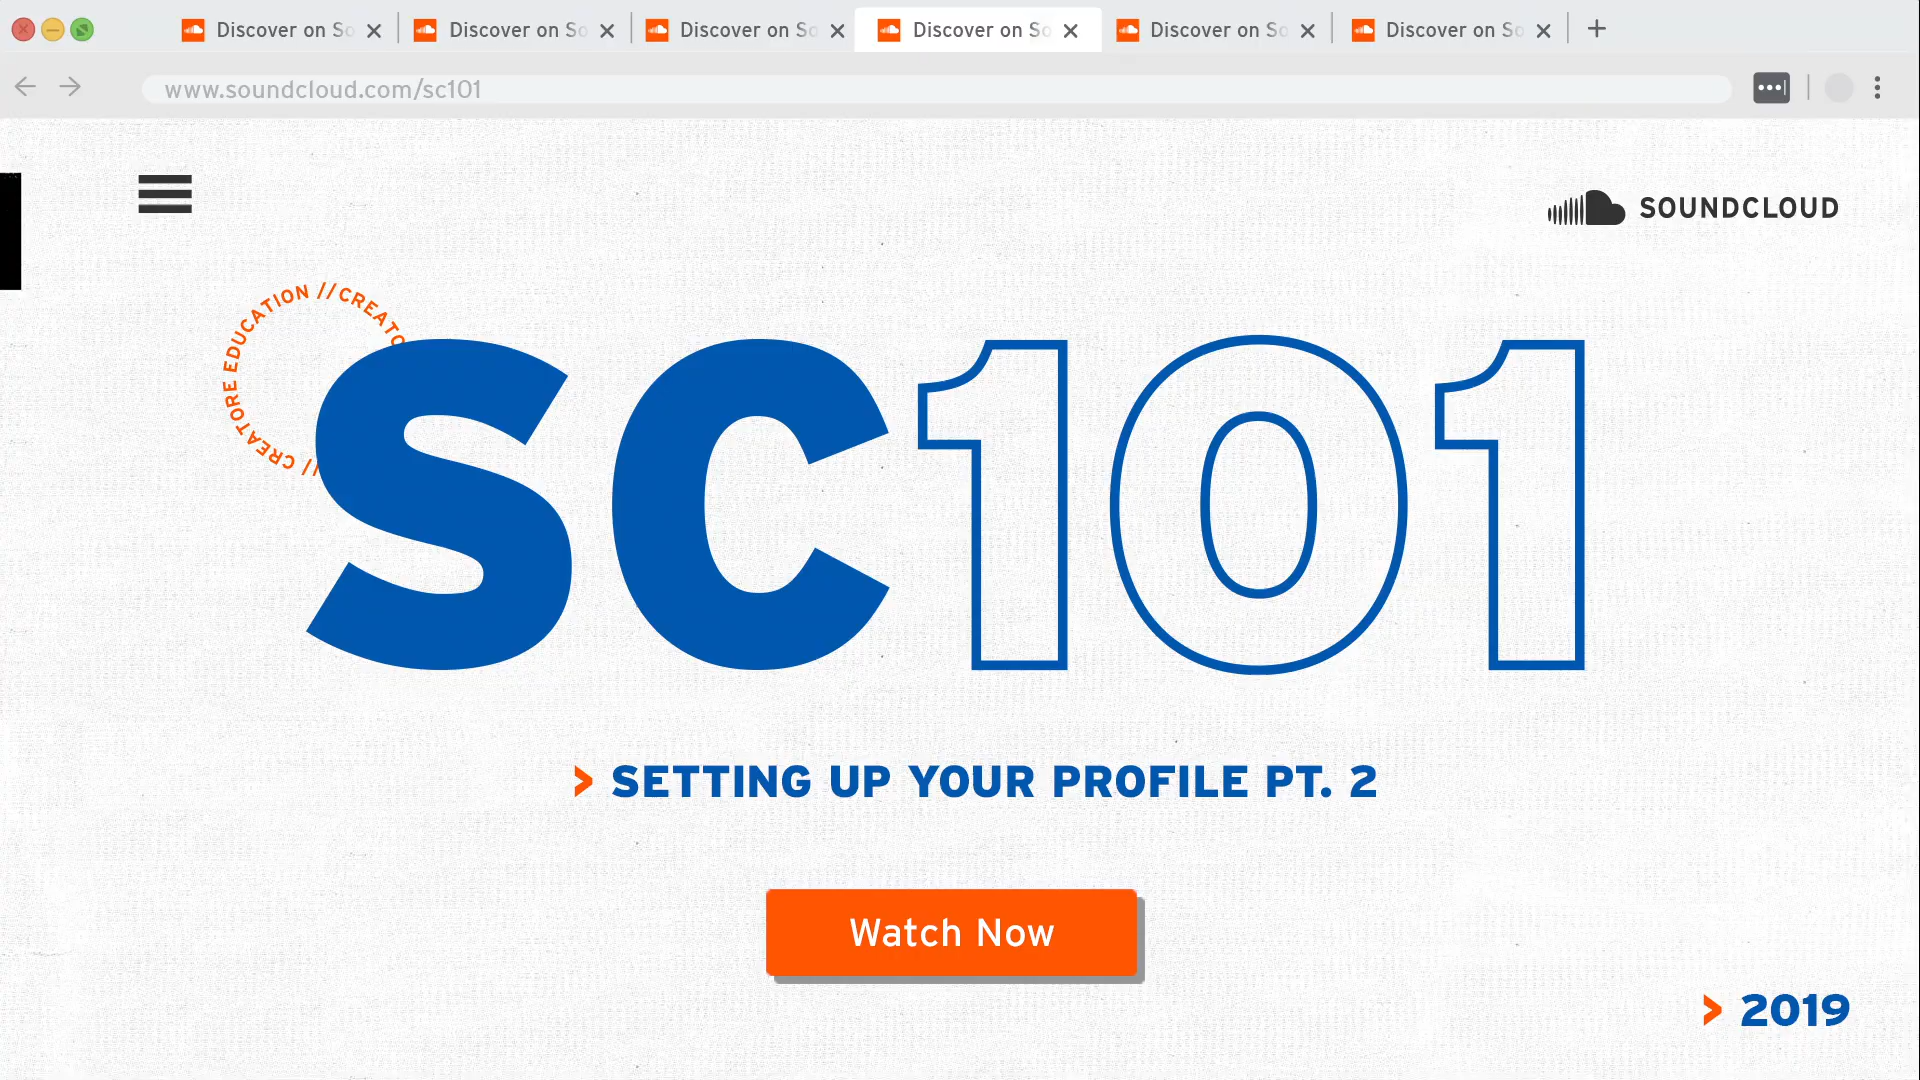 Discover on So
Discover on So
Discover on So
Discover on So
Discover on So
Discover on So
www.soundcloud.com/sc101
SOUNDCLOUD
// CREATORE EDUCATION // CREATO
SC101
> SETTING UP YOUR PROFILE PT. 2
Watch Now
> 2019